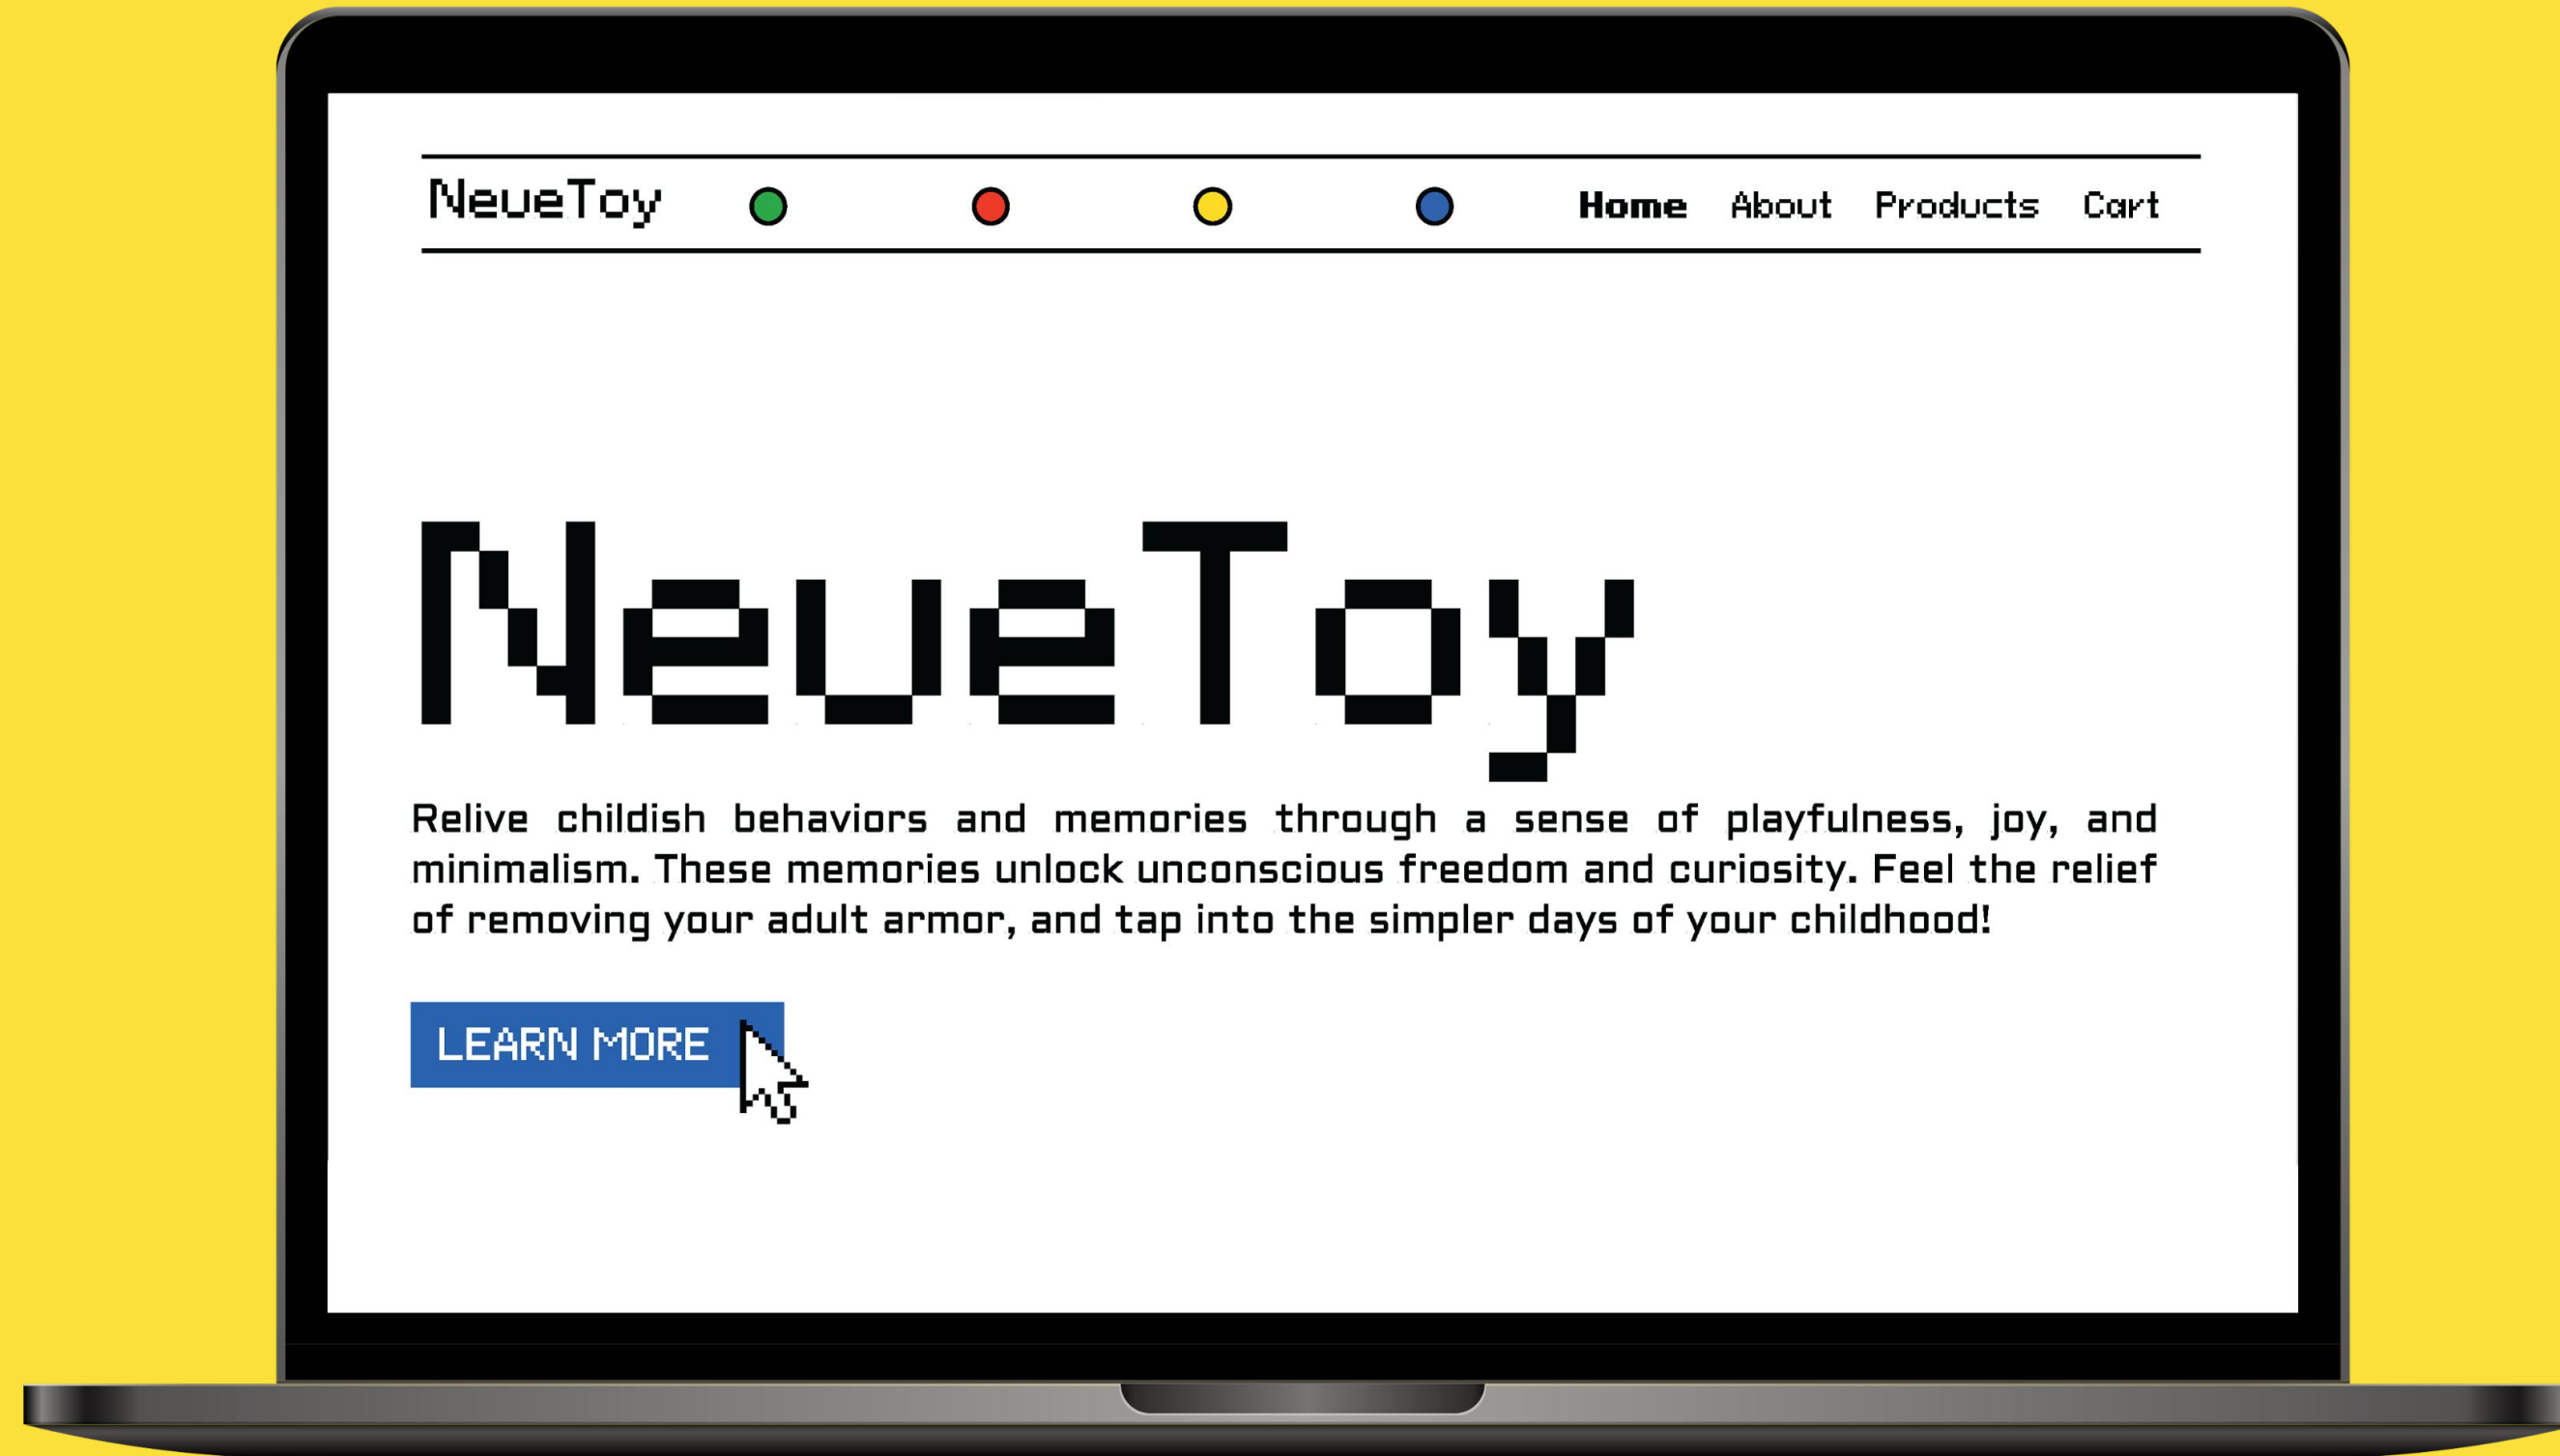 NeueToy Home About Products Cart
NeueToy
Relive childish behaviors and memories through a sense of playfulness, joy, and
minimalism. These memories unlock unconscious freedom and curiosity. Feel the relief
of removing your adult armor, and tap into the simpler days of your childhood!
LEARN MORE